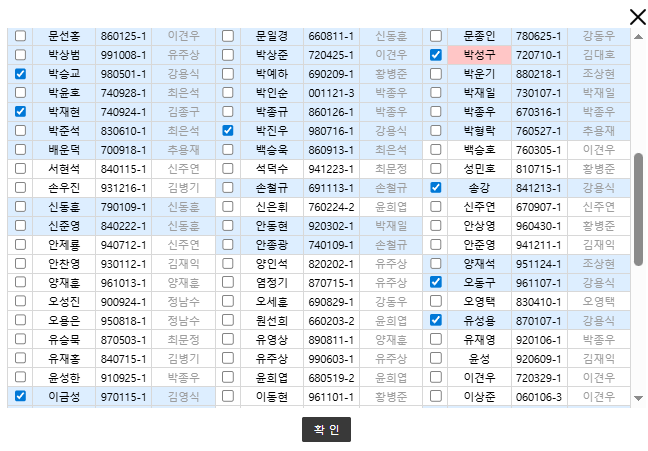 문선홍 860125-1 이건우 문일경 660811-1 신동훈 문종인 780625-1 강동우
박상범 991008-1 유주상 박상준 720425-1 이건우 박성구 720710-1 김대호
박승교 980501-1 강용식 박예하 690209-1 황병준 박운기 880218-1 조상현
박윤호 740928-1 최은석 박인순 001121-3 박종우 박재일 730107-1 박재일
박재현 740924-1 김종구 박종규 860126-1 박종우 박종우 670316-1 박종우
박준석 830610-1 최은석 박진우 980716-1 강용식 박형락 760527-1 추용재
배운덕 700918-1 추용재 백승욱 860913-1 최은석 백승호 760305-1 이건우
서현석 840115-1 신주연 석덕수 941223-1 최문정 성민호 810715-1 황병준
손우진 931216-1 김병기 손철규 691113-1 손철규 송강 841213-1 강용식
신동훈 790109-1 신동훈 신은휘 760224-2 윤희엽 신주연 670907-1 신주연
신준영 840222-1 신동훈 안동현 920302-1 박재일 안상영 960430-1 황병준
안제률 940712-1 신주연 안종광 740109-1 손철규 안준영 941211-1 김재익
안찬영 930112-1 김재익 양인석 820202-1 유주상 양재석 951124-1 조상현
양재훈 961013-1 양재훈 염정기 870715-1 유주상 오동구 961107-1 강용식
오성진 900924-1 정남수 오세훈 690829-1 강동우 오영택 830410-1 오영택
오용은 950818-1 정남수 원선희 660203-2 윤희엽 유성용 870107-1 강용식
유승묵 870503-1 최문정 유영상 890811-1 양재훈 유재영 920106-1 박종우
유재홍 840715-1 김병기 유주상 990603-1 유주상 윤성 920609-1 김재익
윤성한 910925-1 박종우 윤희엽 680519-2 윤희엽 이건우 720329-1 이건우
이금성 970115-1 김영식 이동현 961101-1 황병준 이상준 060106-3 이건우
확 인